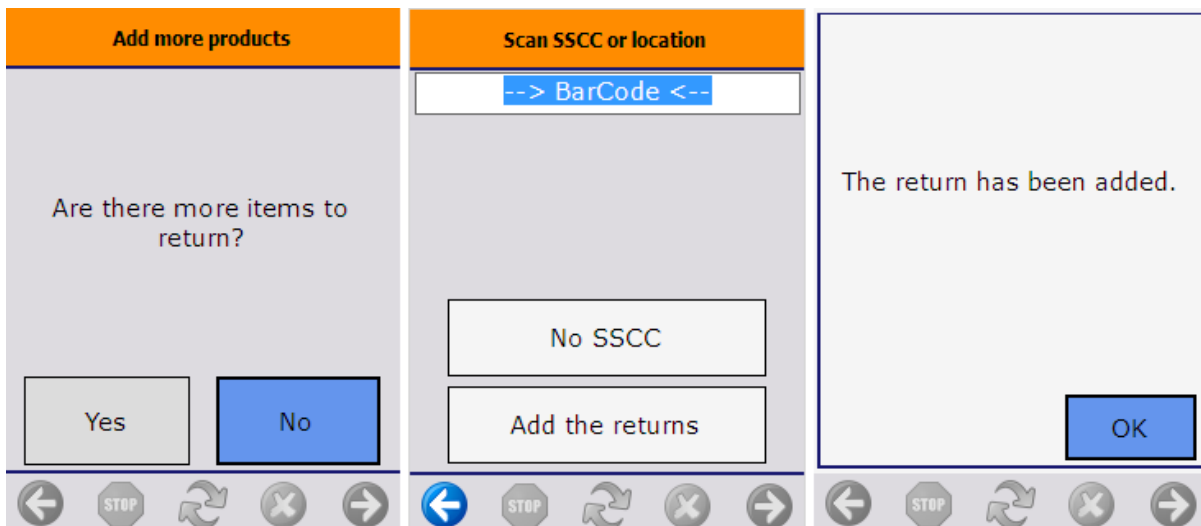 Add more products
Are there more items to
return?
Yes
No
STOP
Scan SSCC or location
--> BarCode <--
No SSCC
Add the returns
STOP
The return has been added.
OK
STOP